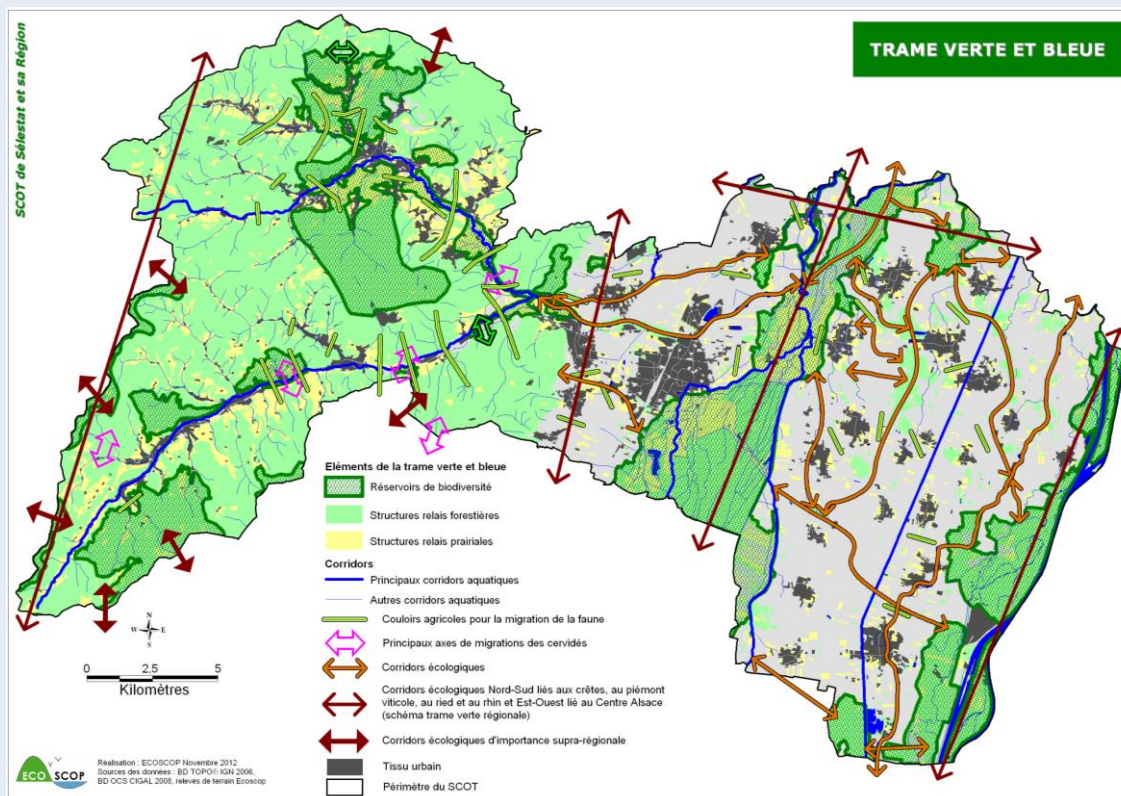 SCOT de Sélestat et sa Région
TRAME VERTE ET BLEUE
Eléments de la trame verte et bleue
Réservoirs de biodiversité
Structures relais forestières
Structures relais prairiales
Corridors
Principaux corridors aquatiques
Autres corridors aquatiques
Couloirs agricoles pour la migration de la faune
Principaux axes de migrations des cervidés
Corridors écologiques
Corridors écologiques Nord-Sud liés aux crêtes, au piémont
viticole, au ried et au rhin et Est-Ouest lié au Centre Alsace
(schéma trame verte régionale)
Corridors écologiques d'importance supra-régionale
Tissu urbain
Périmètre du SCOT
N
W E
S
0 2,5 5
Kilomètres
ECO SCOP
Réalisation : ECOSCOP Novembre 2012
Sources des données : BD TOPO® IGN 2006,
BD OCS CIGAL 2008, relevés de terrain Ecoscop